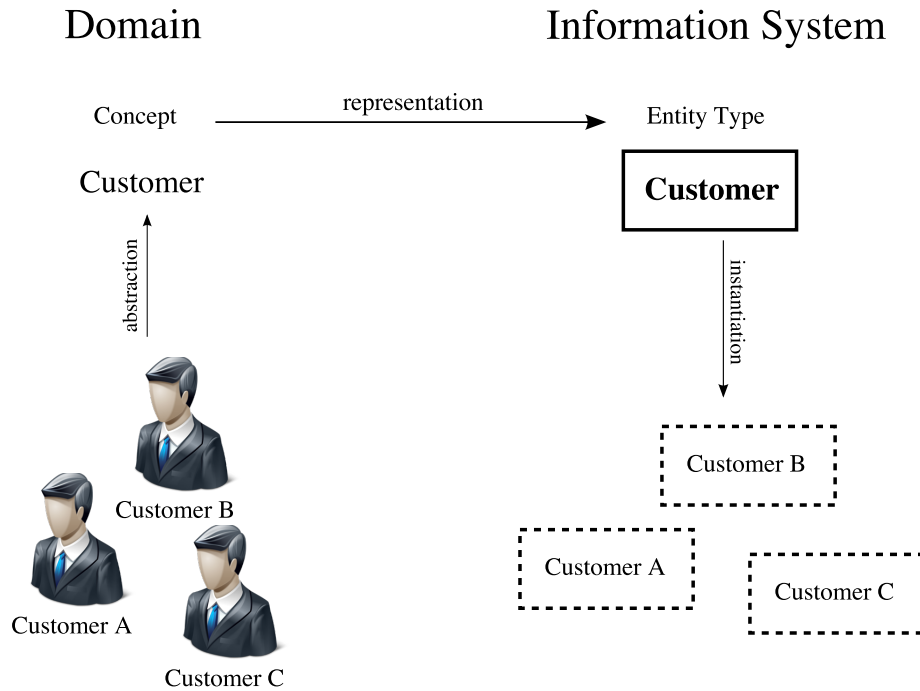 Domain
Information System
Concept
representation
Entity Type
Customer
Customer
abstraction
instantiation
Customer B
Customer A
Customer C
Customer B
Customer A
Customer C